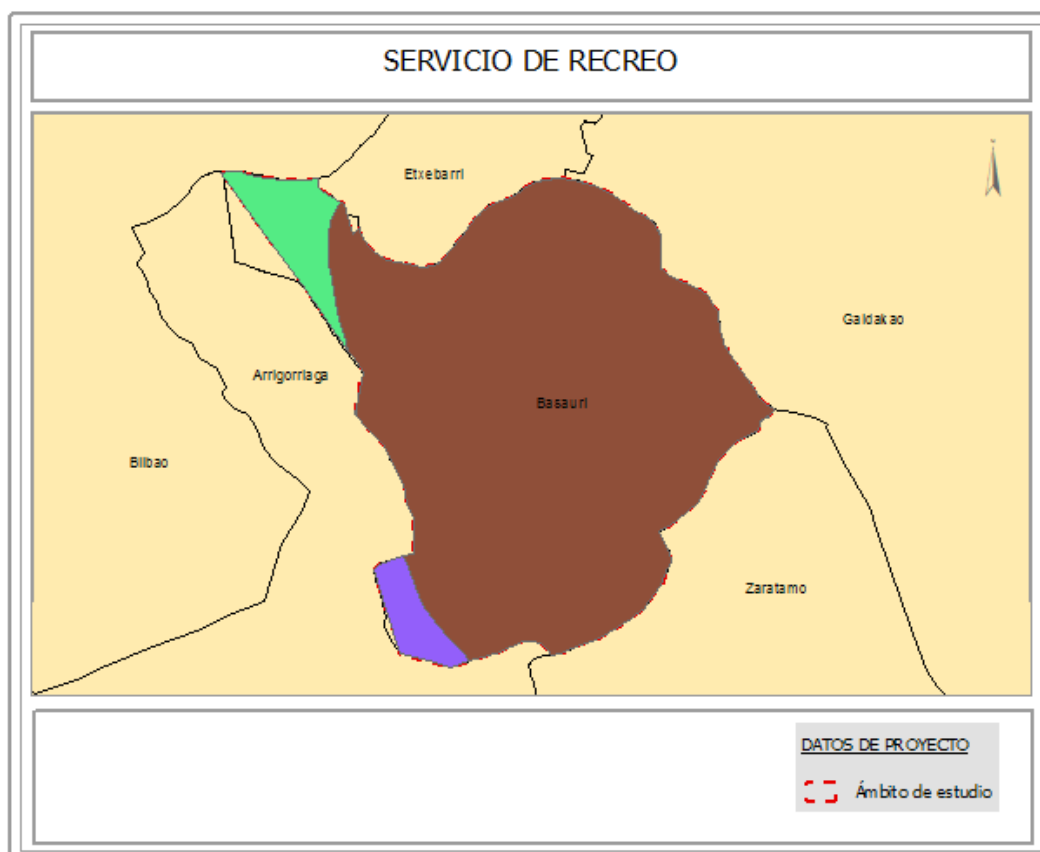 SERVICIO DE RECREO
Etxebarri
Galdakao
Arrigorriaga
Basauri
Bilbao
Zaratamo
DATOS DE PROYECTO
Ámbito de estudio